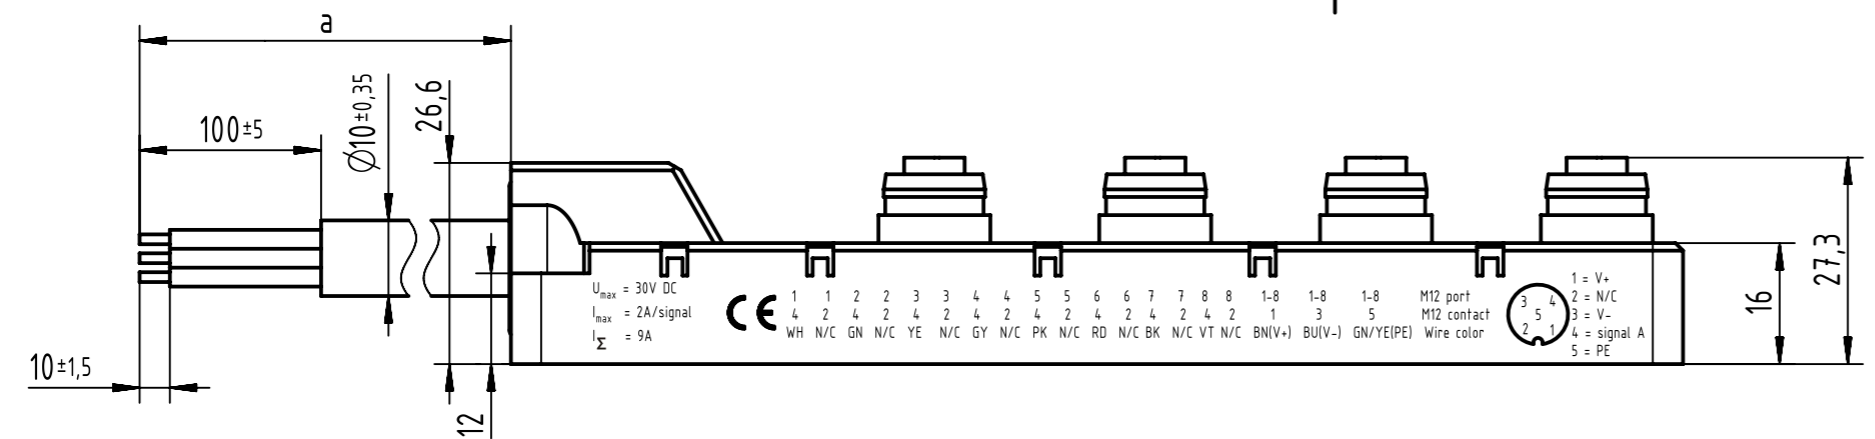 a
100±5
Ø10±0,35
26,6
10±1,5
12
16
27,3
Umax = 30V DC
Imax = 2A/signal
IΣ = 9A
CE
1 1 2 2 3 3 4 4 5 5 6 6 7 7 8 8 1-8 1-8 1-8 M12 port
4 2 4 2 4 2 4 2 4 2 4 2 4 2 4 2 1 3 5 M12 contact
WH N/C GN N/C YE N/C GY N/C PK N/C RD N/C BK N/C VT N/C BN(V+) BU(V-) GN/YE(PE) Wire color
3 4
5
2 1
1 = V+
2 = N/C
3 = V-
4 = signal A
5 = PE